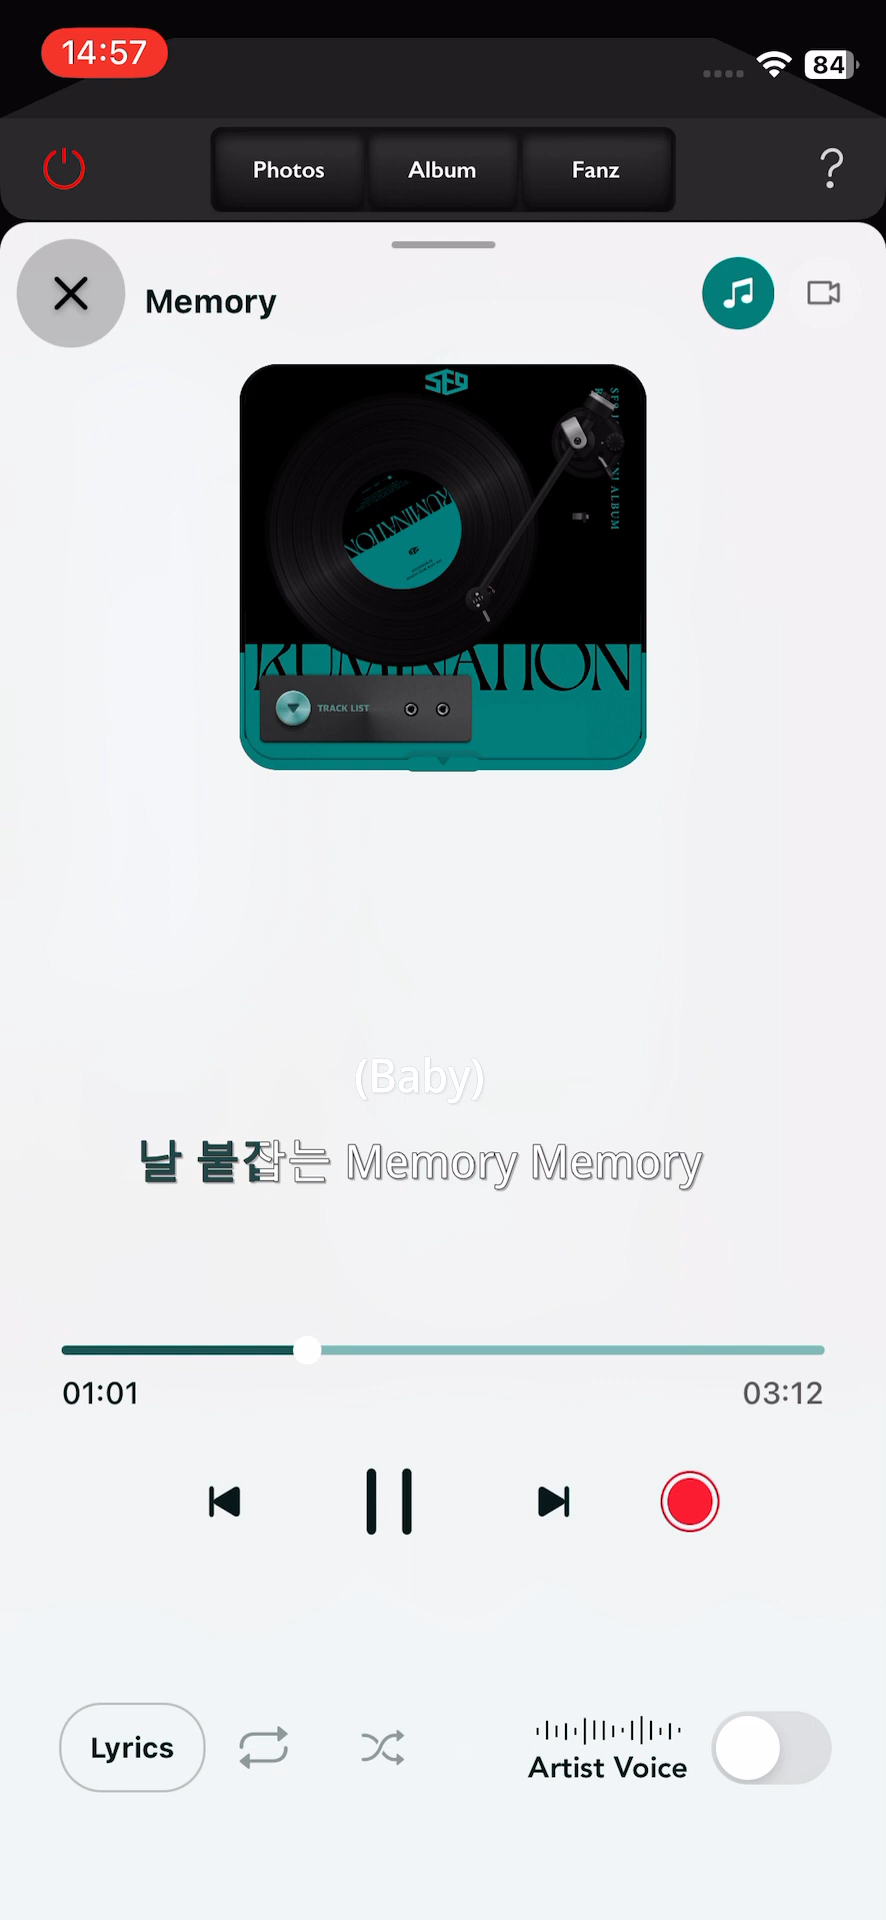 14:57
84
Photos
Album
Fanz
?
Memory
SF9
RUMINATION
RUMINATION
TRACK LIST
(Baby)
날 붙잡는 Memory Memory
01:01
03:12
Lyrics
Artist Voice